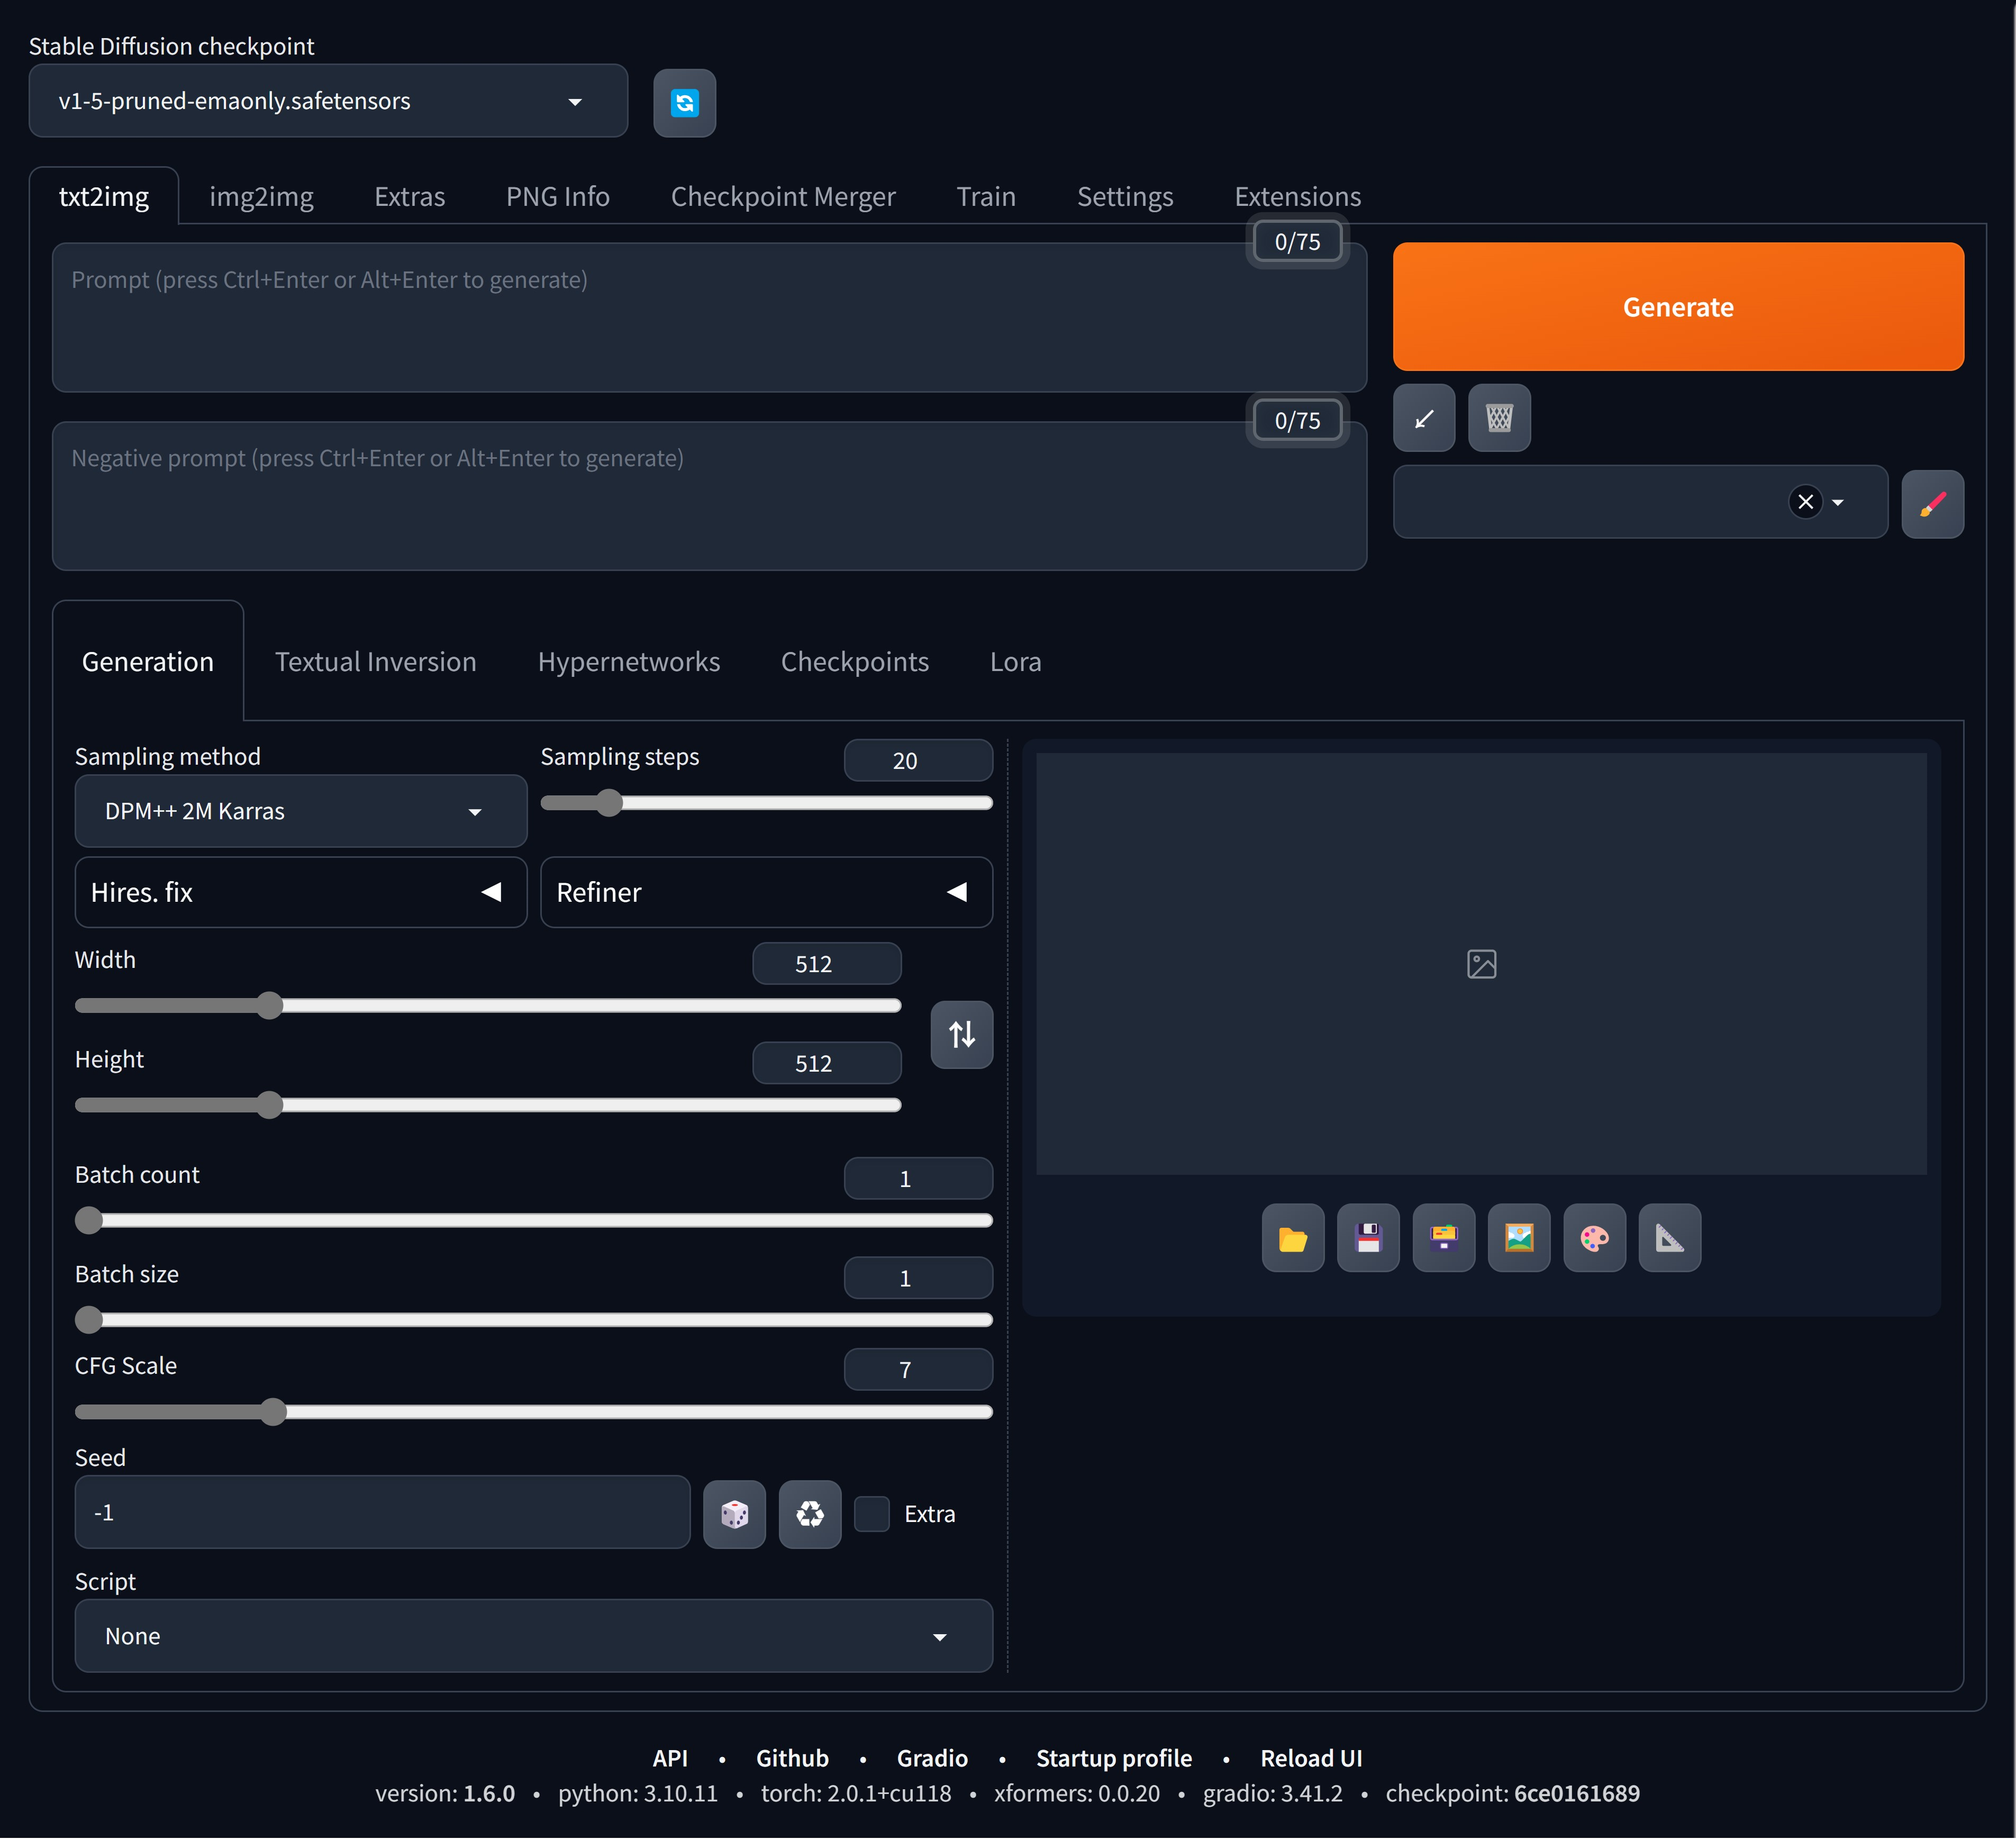 Stable Diffusion checkpoint
v1-5-pruned-emaonly.safetensors
txt2img img2img Extras PNG Info Checkpoint Merger Train Settings Extensions
0/75
Prompt (press Ctrl+Enter or Alt+Enter to generate)
Generate
0/75
Negative prompt (press Ctrl+Enter or Alt+Enter to generate)
Generation Textual Inversion Hypernetworks Checkpoints Lora
Sampling method
DPM++ 2M Karras
Sampling steps 20
Hires. fix
Refiner
Width 512
Height 512
Batch count 1
Batch size 1
CFG Scale 7
Seed
-1
Extra
Script
None
API • Github • Gradio • Startup profile • Reload UI
version: 1.6.0 • python: 3.10.11 • torch: 2.0.1+cu118 • xformers: 0.0.20 • gradio: 3.41.2 • checkpoint: 6ce0161689